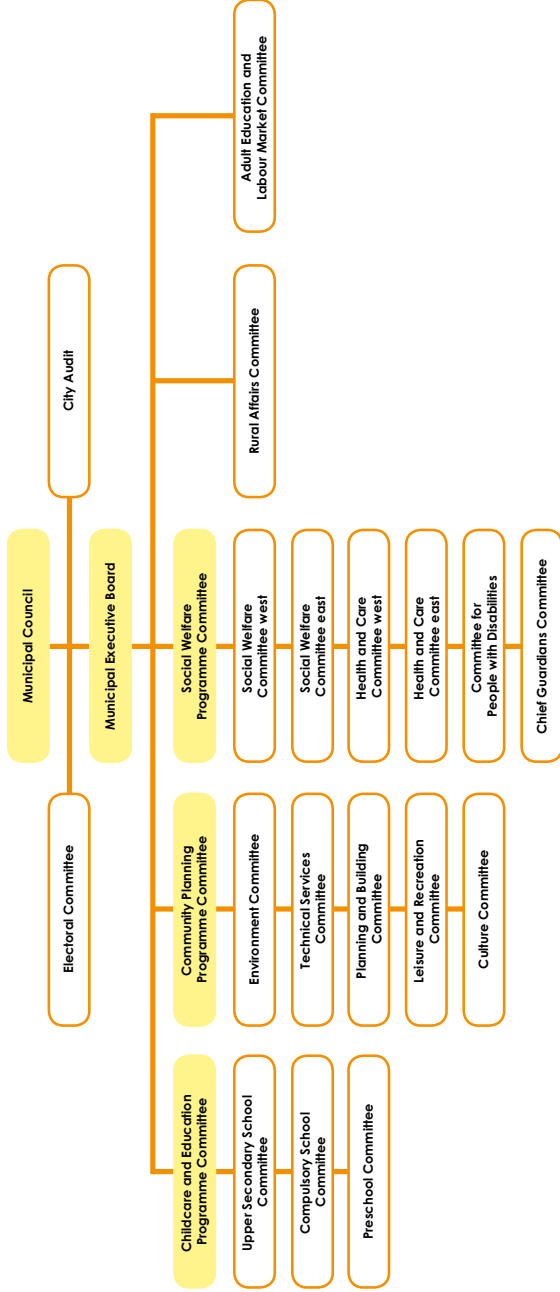 Municipal Council
Electoral Committee
City Audit
Municipal Executive Board
Childcare and Education
Programme Committee
Upper Secondary School
Committee
Compulsory School
Committee
Preschool Committee
Community Planning
Programme Committee
Environment Committee
Technical Services
Committee
Planning and Building
Committee
Leisure and Recreation
Committee
Culture Committee
Social Welfare
Programme Committee
Social Welfare
Committee west
Social Welfare
Committee east
Health and Care
Committee west
Health and Care
Committee east
Committee for
People with Disabilities
Chief Guardians Committee
Rural Affairs Committee
Adult Education and
Labour Market Committee